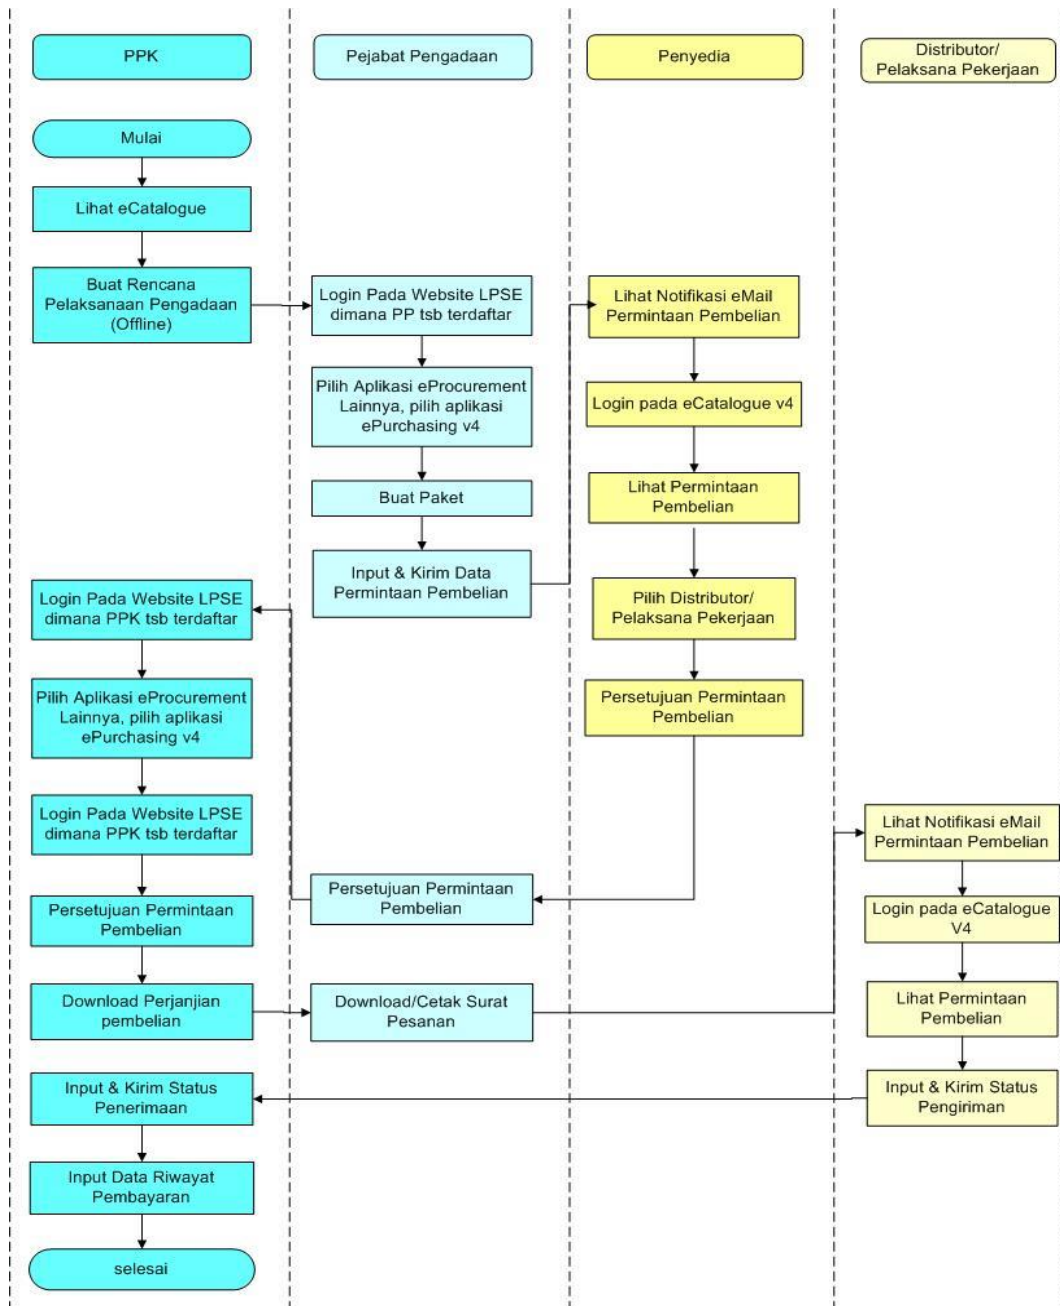 PPK
Pejabat Pengadaan
Penyedia
Distributor/
Pelaksana Pekerjaan
Mulai
Lihat eCatalogue
Buat Rencana
Pelaksanaan Pengadaan
(Offline)
Login Pada Website LPSE
dimana PP tsb terdaftar
Pilih Aplikasi eProcurement
Lainnya, pilih aplikasi
ePurchasing v4
Buat Paket
Input & Kirim Data
Permintaan Pembelian
Lihat Notifikasi eMail
Permintaan Pembelian
Login pada eCatalogue v4
Lihat Permintaan
Pembelian
Pilih Distributor/
Pelaksana Pekerjaan
Persetujuan Permintaan
Pembelian
Persetujuan Permintaan
Pembelian
Login Pada Website LPSE
dimana PPK tsb terdaftar
Pilih Aplikasi eProcurement
Lainnya, pilih aplikasi
ePurchasing v4
Login Pada Website LPSE
dimana PPK tsb terdaftar
Persetujuan Permintaan
Pembelian
Download Perjanjian
pembelian
Download/Cetak Surat
Pesanan
Lihat Notifikasi eMail
Permintaan Pembelian
Login pada eCatalogue
V4
Lihat Permintaan
Pembelian
Input & Kirim Status
Pengiriman
Input & Kirim Status
Penerimaan
Input Data Riwayat
Pembayaran
selesai